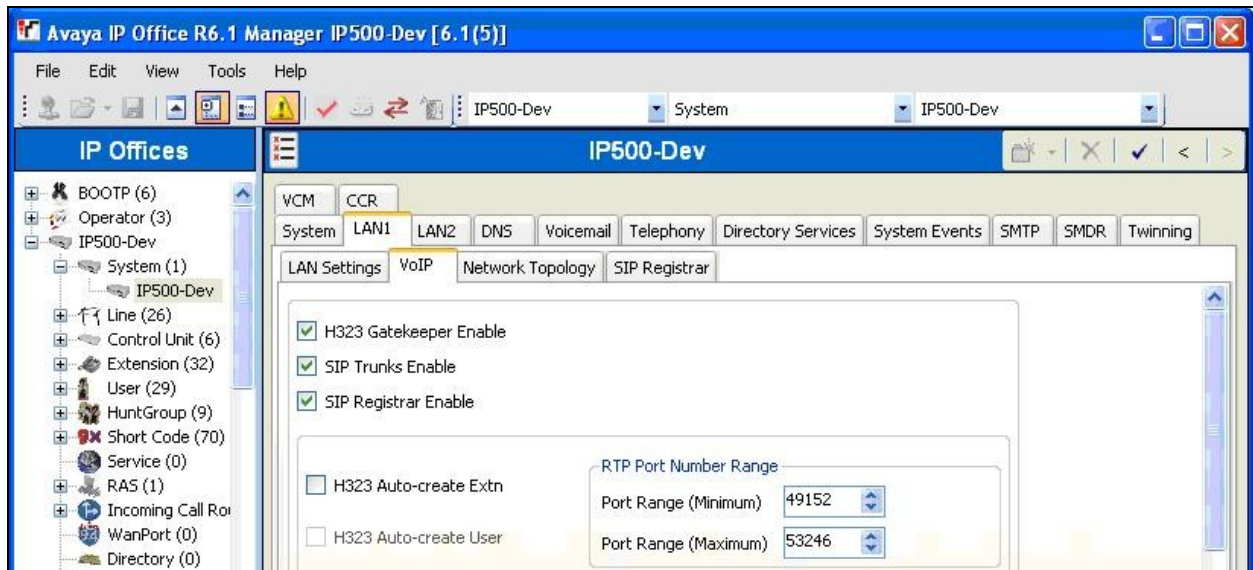 Avaya IP Office R6.1 Manager IP500-Dev [6.1(5)]
File Edit View Tools Help
IP500-Dev System IP500-Dev
IP Offices
BOOTP (6)
Operator (3)
IP500-Dev
System (1)
IP500-Dev
Line (26)
Control Unit (6)
Extension (32)
User (29)
HuntGroup (9)
Short Code (70)
Service (0)
RAS (1)
Incoming Call Rou
WanPort (0)
Directory (0)
IP500-Dev
VCM CCR
System LAN1 LAN2 DNS Voicemail Telephony Directory Services System Events SMTP SMDR Twinning
LAN Settings VoIP Network Topology SIP Registrar
H323 Gatekeeper Enable
SIP Trunks Enable
SIP Registrar Enable
H323 Auto-create Extn
H323 Auto-create User
RTP Port Number Range
Port Range (Minimum) 49152
Port Range (Maximum) 53246